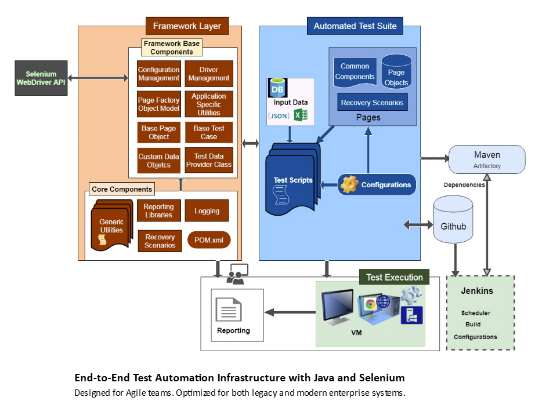 Framework Layer
Automated Test Suite
Framework Base
Components
Selenium
WebDriver API
Configuration
Management
Driver
Management
Page Factory
Object Model
Application
Specific
Utilities
Base Page
Object
Base Test
Case
Custom Data
Objetcs
Test Data
Provider Class
Core Components
Generic
Utilities
Reporting
Libraries
Logging
Recovery
Scenarios
POM.xml
DB
Input Data
{JSON}
X
Common
Components
Page
Objects
Recovery Scenarios
Pages
Test Scripts
Configurations
Maven
Artifactory
Dependencies
Github
Test Execution
Reporting
VM
Jenkins
Scheduler
Build
Configurations
End-to-End Test Automation Infrastructure with Java and Selenium
Designed for Agile teams. Optimized for both legacy and modern enterprise systems.